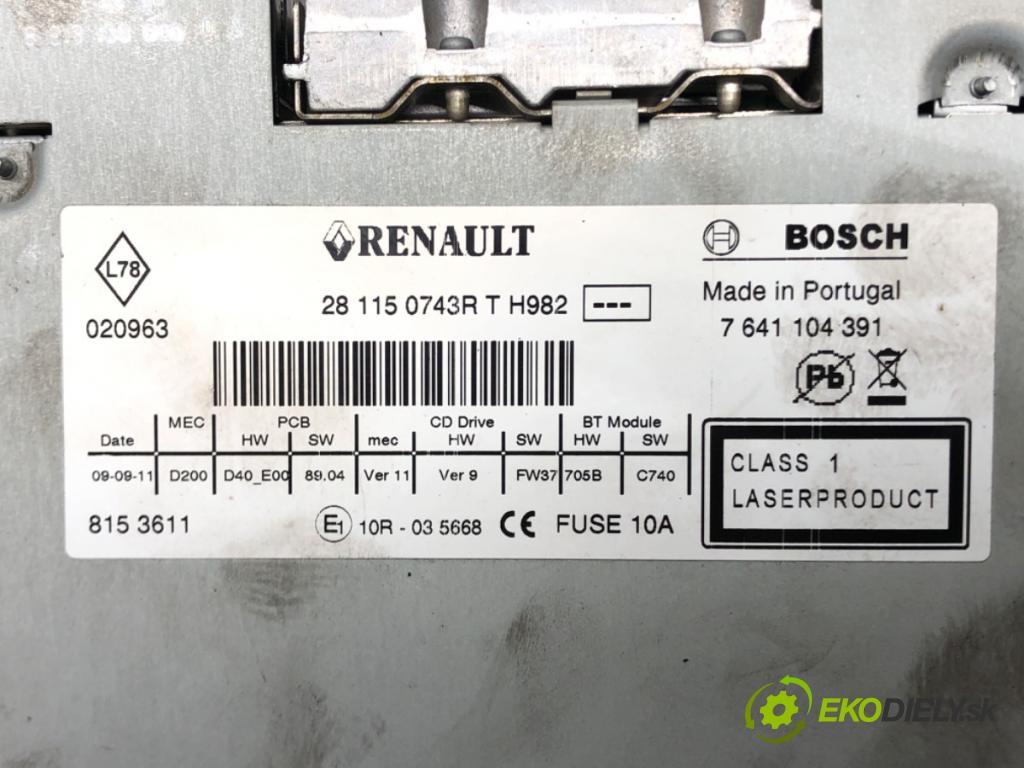 L78
020963
RENAULT
28 115 0743R T H982 ---
BOSCH
Made in Portugal
7 641 104 391
Pb
MEC PCB CD Drive BT Module
Date HW SW mec HW SW HW SW
09-09-11 D200 D40_E00 89.04 Ver 11 Ver 9 FW37 705B C740
815 3611
E1 10R - 03 5668 CE FUSE 10A
CLASS 1
LASERPRODUCT
EKODIELY.sk